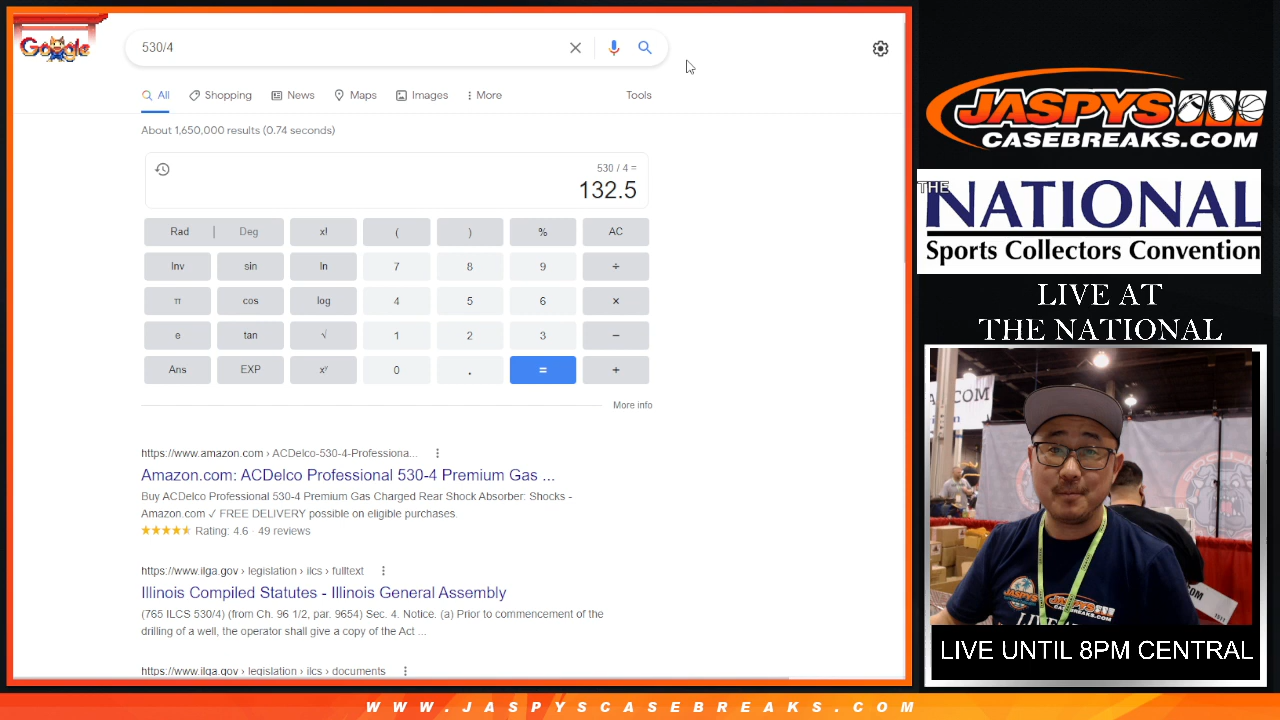 Google
530/4
All
Shopping
News
Maps
Images
More
Tools
About 1,650,000 results (0.74 seconds)
530 / 4 =
132.5
Rad | Deg
x!
(
)
%
AC
Inv
sin
ln
7
8
9
÷
π
cos
log
4
5
6
×
e
tan
√
1
2
3
−
Ans
EXP
xʸ
0
.
=
+
More info
https://www.amazon.com › ACDelco-530-4-Professiona...
Amazon.com: ACDelco Professional 530-4 Premium Gas ...
Buy ACDelco Professional 530-4 Premium Gas Charged Rear Shock Absorber: Shocks -
Amazon.com ✓ FREE DELIVERY possible on eligible purchases.
Rating: 4.6 · 49 reviews
https://www.ilga.gov › legislation › ilcs › fulltext
Illinois Compiled Statutes - Illinois General Assembly
(765 ILCS 530/4) (from Ch. 96 1/2, par. 9654) Sec. 4. Notice. (a) Prior to commencement of the
drilling of a well, the operator shall give a copy of the Act ...
https://www.ilga.gov › legislation › ilcs › documents
JASPYS
CASEBREAKS.COM
THE
NATIONAL
Sports Collectors Convention
LIVE AT
THE NATIONAL
.COM
JASPYS
CASEBREAKS.COM
LIVE UNTIL 8PM CENTRAL
WWW.JASPYSCASEBREAKS.COM